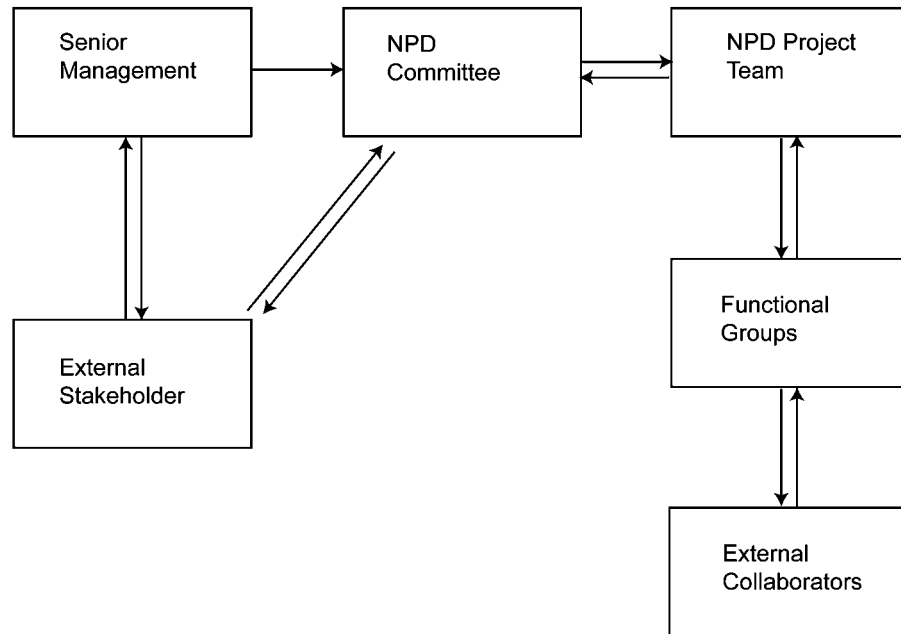 Senior
Management
NPD
Committee
NPD Project
Team
External
Stakeholder
Functional
Groups
External
Collaborators